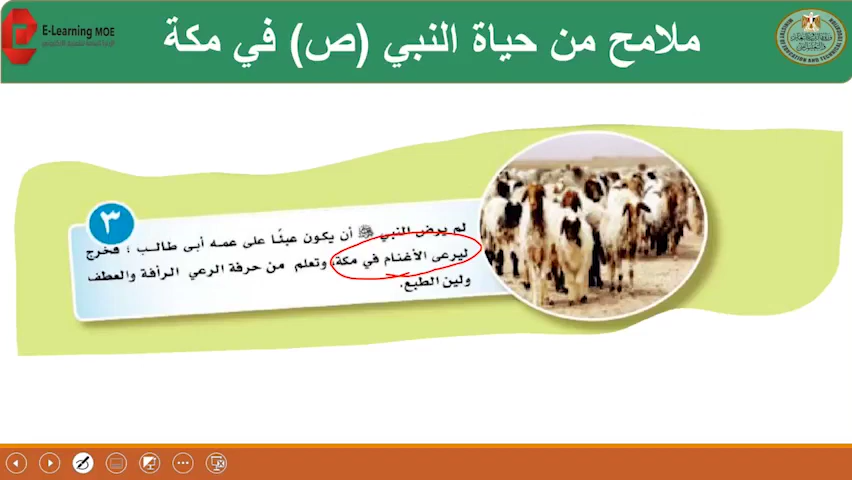 E-Learning MOE
ملامح من حياة النبي (ص) في مكة
٣
لم يرض النبي ﷺ أن يكون عبئًا على عمه أبى طالب ؛ فخرج
ليرعى الأغنام في مكة، وتعلم من حرفة الرعي الرأفة والعطف
ولين الطبع.